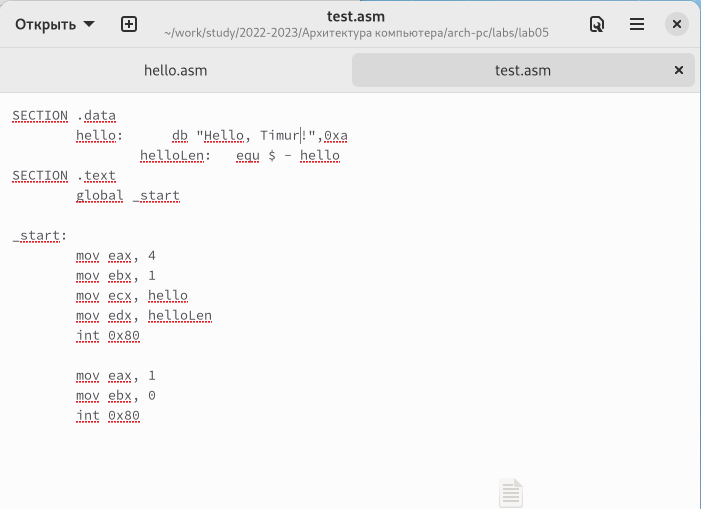 Открыть
test.asm
~/work/study/2022-2023/Архитектура компьютера/arch-pc/labs/lab05
hello.asm
test.asm
SECTION .data
hello: db "Hello, Timur!",0xa
helloLen: equ $ - hello
SECTION .text
global _start
_start:
mov eax, 4
mov ebx, 1
mov ecx, hello
mov edx, helloLen
int 0x80
mov eax, 1
mov ebx, 0
int 0x80